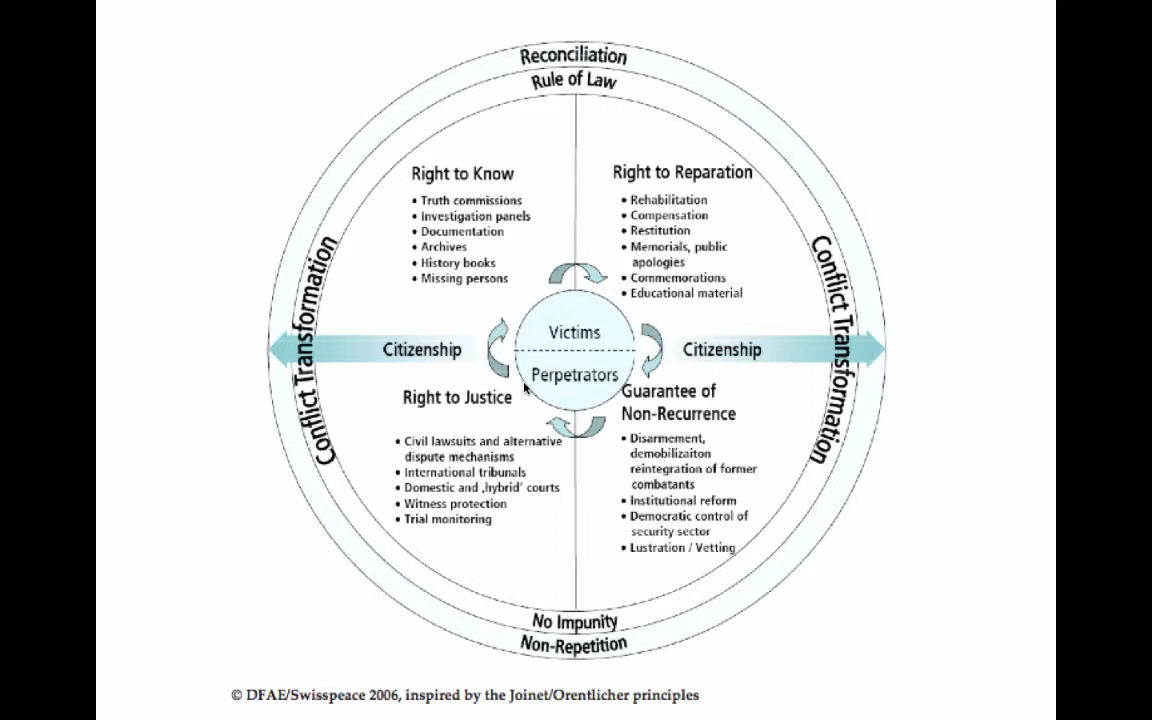 Reconciliation
Rule of Law
Right to Know
• Truth commissions
• Investigation panels
• Documentation
• Archives
• History books
• Missing persons
Right to Reparation
• Rehabilitation
• Compensation
• Restitution
• Memorials, public
apologies
• Commemorations
• Educational material
Conflict Transformation
Citizenship
Victims
Perpetrators
Citizenship
Conflict Transformation
Right to Justice
• Civil lawsuits and alternative
dispute mechanisms
• International tribunals
• Domestic and ‚hybrid' courts
• Witness protection
• Trial monitoring
Guarantee of
Non-Recurrence
• Disarmement,
demobilizaiton
reintegration of former
combatants
• Institutional reform
• Democratic control of
security sector
• Lustration / Vetting
No Impunity
Non-Repetition
© DFAE/Swisspeace 2006, inspired by the Joinet/Orentlicher principles